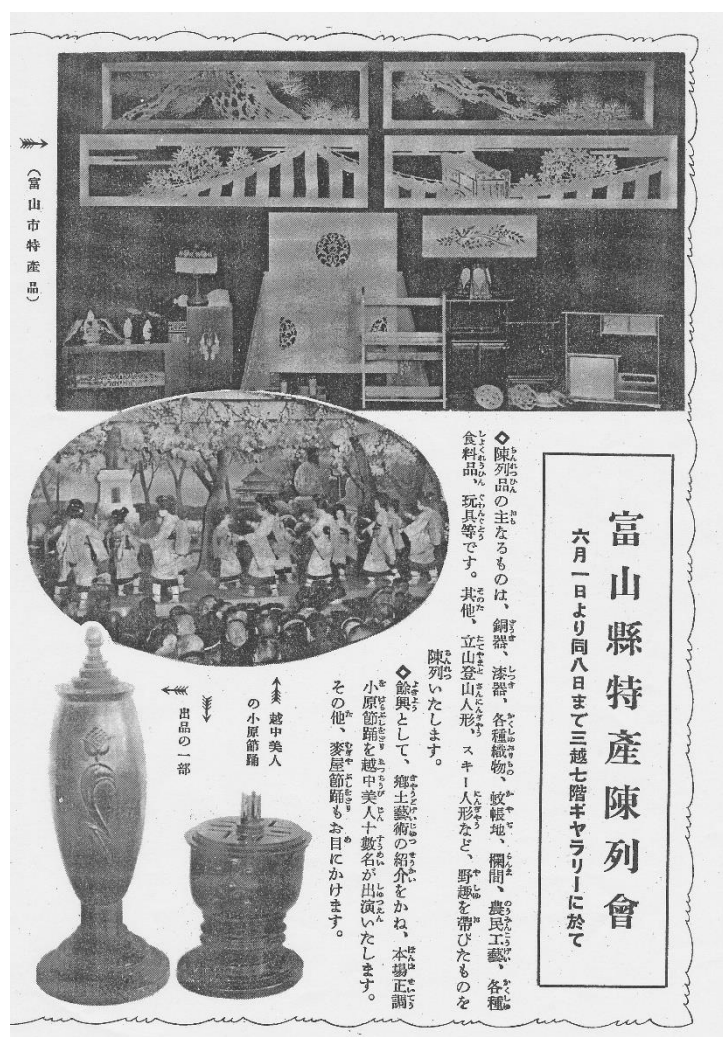 富山縣特產陳列會
六月一日より同八日まで三越七階ギャラリーに於て
◇陳列品の主なるものは、銅器、漆器、各種織物、蚊帳地、欄間、農民工藝、各種
食料品、玩具等です。其他、立山登山人形、スキー人形など、野趣を帶びたものを
陳列いたします。
◇餘興として、鄕土藝術の紹介をかね、本場正調
小原節踊を越中美人十數名が出演いたします。
その他、麥屋節踊もお目にかけます。
越中美人
の小原節踊
出品の一部
(富山市特產品)